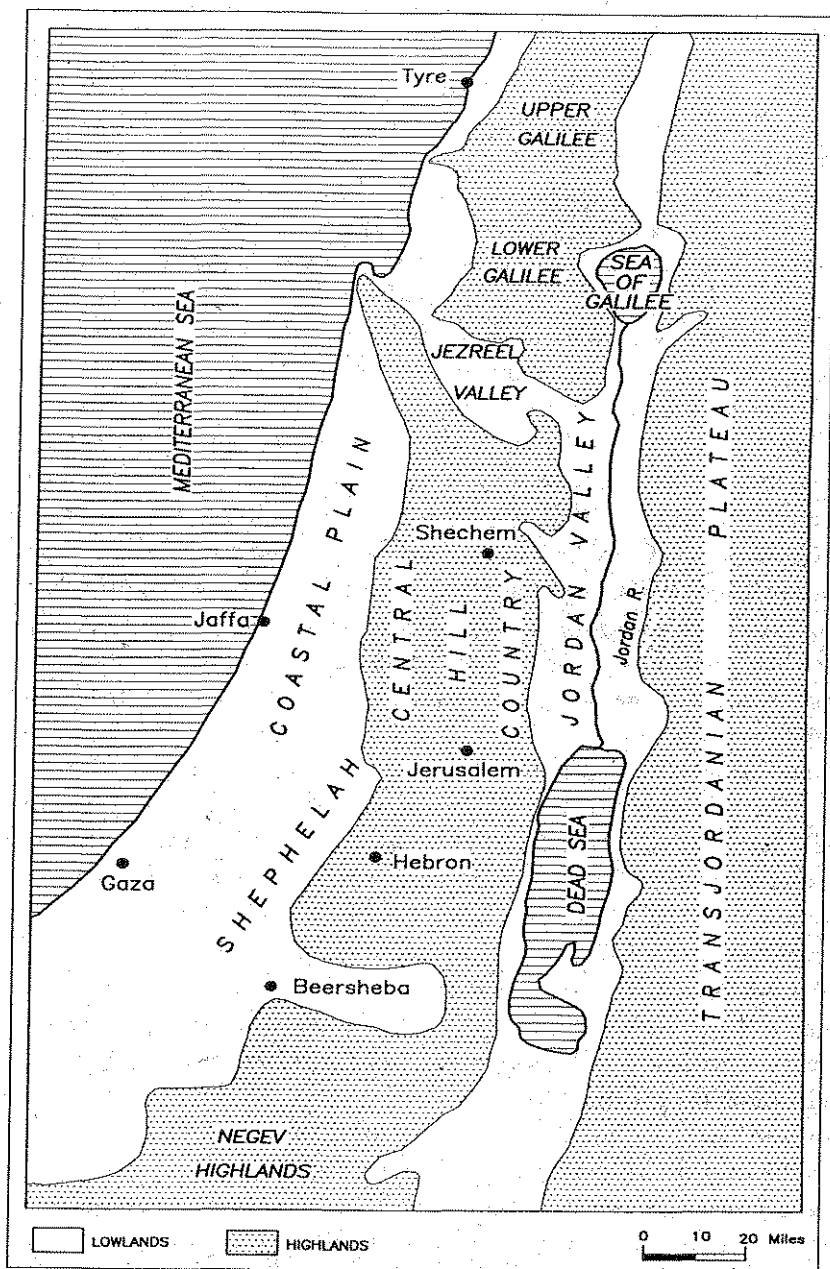 Tyre
UPPER
GALILEE
LOWER
GALILEE
SEA
OF
GALILEE
MEDITERRANEAN SEA
JEZREEL
VALLEY
COASTAL PLAIN
Shechem
CENTRAL
HILL
COUNTRY
JORDAN VALLEY
Jordan R.
TRANSJORDANIAN PLATEAU
Jaffa
Jerusalem
SHEPHELAH
Hebron
DEAD SEA
Gaza
Beersheba
NEGEV
HIGHLANDS
LOWLANDS
HIGHLANDS
0 10 20 Miles